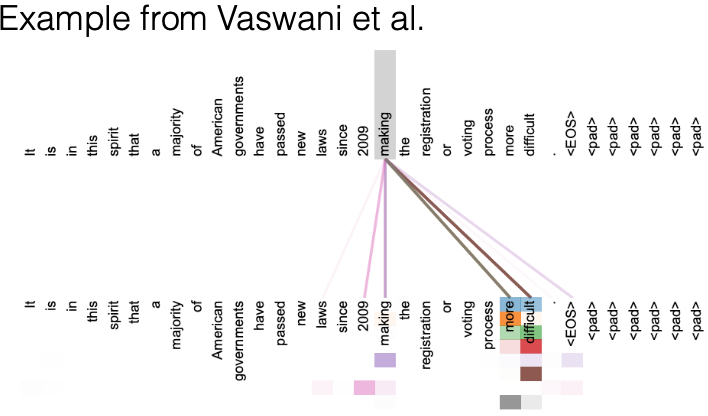 Example from Vaswani et al.
It is in this spirit that a majority of American governments have passed new laws since 2009 making the registration or voting process more difficult . <EOS> <pad> <pad> <pad> <pad> <pad> <pad>
It is in this spirit that a majority of American governments have passed new laws since 2009 making the registration or voting process more difficult . <EOS> <pad> <pad> <pad> <pad> <pad> <pad>